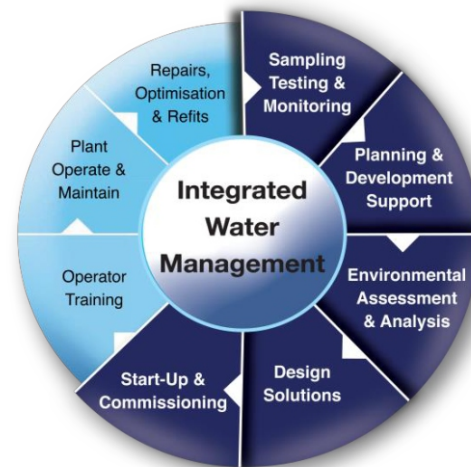 Integrated
Water
Management
Sampling
Testing &
Monitoring
Planning &
Development
Support
Environmental
Assessment
& Analysis
Design
Solutions
Start-Up &
Commissioning
Operator
Training
Plant
Operate &
Maintain
Repairs,
Optimisation
& Refits